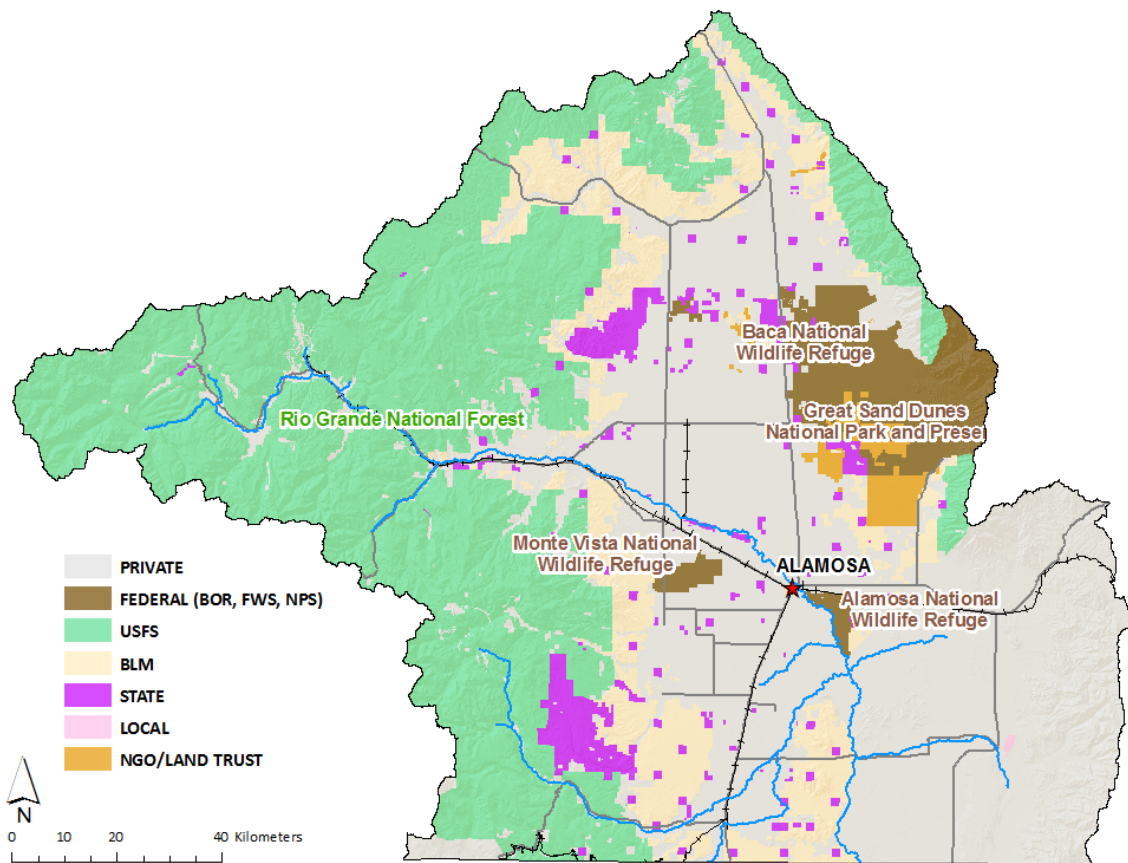 Baca National
Wildlife Refuge
Great Sand Dunes
National Park and Prese
Rio Grande National Forest
Monte Vista National
Wildlife Refuge
ALAMOSA
Alamosa National
Wildlife Refuge
PRIVATE
FEDERAL (BOR, FWS, NPS)
USFS
BLM
STATE
LOCAL
NGO/LAND TRUST
N
0 10 20 40 Kilometers